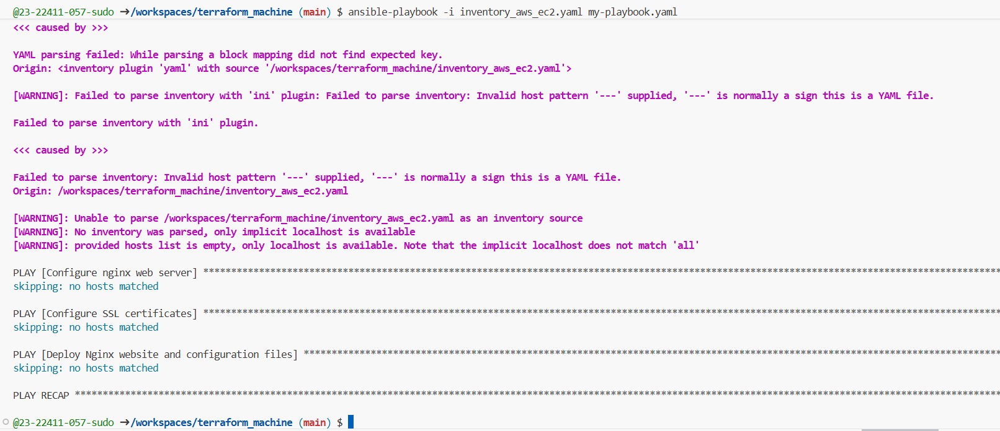 @23-22411-057-sudo ➜/workspaces/terraform_machine (main) $ ansible-playbook -i inventory_aws_ec2.yaml my-playbook.yaml
<<< caused by >>>
YAML parsing failed: While parsing a block mapping did not find expected key.
Origin: <inventory plugin 'yaml' with source '/workspaces/terraform_machine/inventory_aws_ec2.yaml'>
[WARNING]: Failed to parse inventory with 'ini' plugin: Failed to parse inventory: Invalid host pattern '---' supplied, '---' is normally a sign this is a YAML file.
Failed to parse inventory with 'ini' plugin.
<<< caused by >>>
Failed to parse inventory: Invalid host pattern '---' supplied, '---' is normally a sign this is a YAML file.
Origin: /workspaces/terraform_machine/inventory_aws_ec2.yaml
[WARNING]: Unable to parse /workspaces/terraform_machine/inventory_aws_ec2.yaml as an inventory source
[WARNING]: No inventory was parsed, only implicit localhost is available
[WARNING]: provided hosts list is empty, only localhost is available. Note that the implicit localhost does not match 'all'
PLAY [Configure nginx web server] ***********************************************************************************************************************************************
skipping: no hosts matched
PLAY [Configure SSL certificates] ***********************************************************************************************************************************************
skipping: no hosts matched
PLAY [Deploy Nginx website and configuration files] *****************************************************************************************************************************
skipping: no hosts matched
PLAY RECAP **********************************************************************************************************************************************************************
@23-22411-057-sudo ➜/workspaces/terraform_machine (main) $